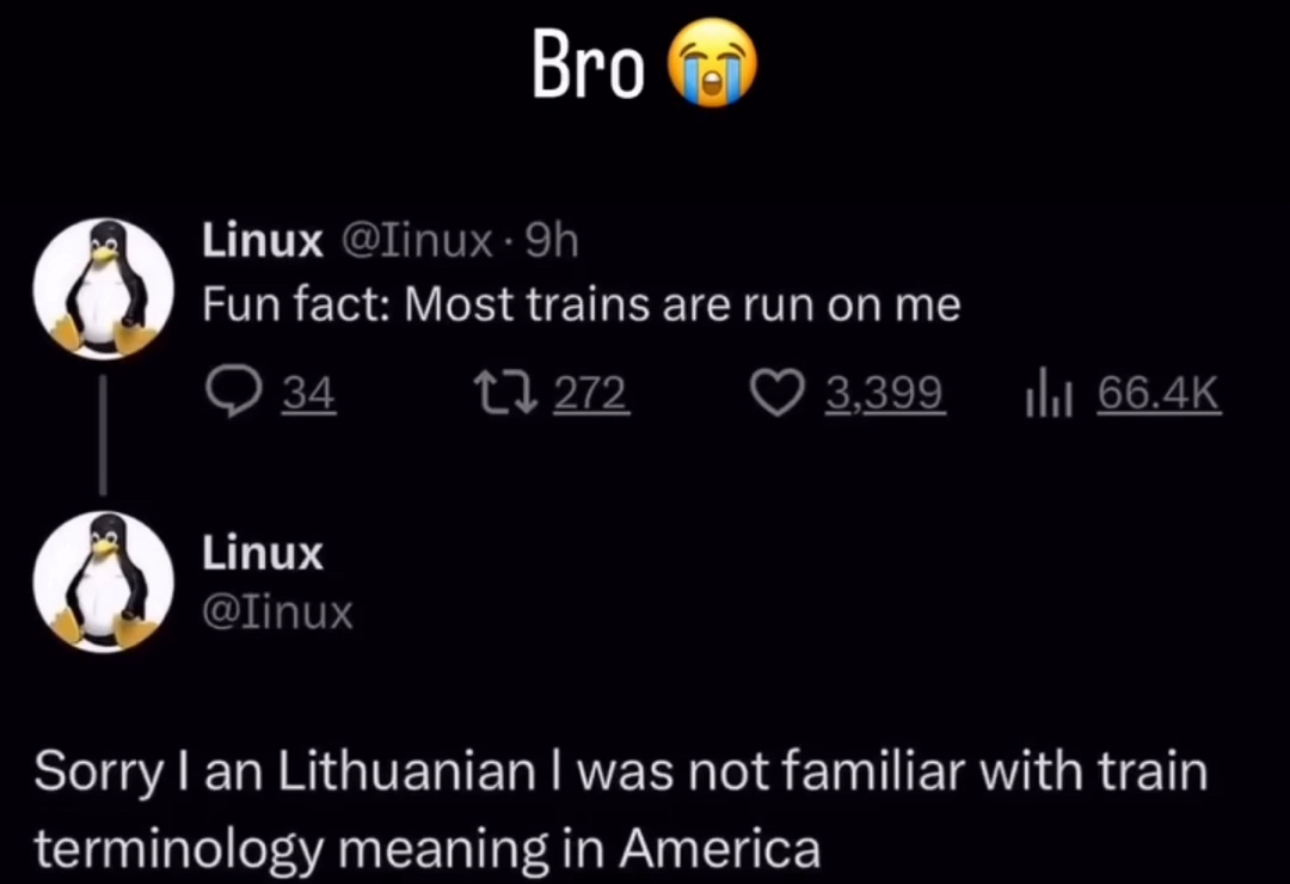 Bro 😭
Linux @Iinux · 9h
Fun fact: Most trains are run on me
34 272 3,399 66.4K
Linux
@Iinux
Sorry I an Lithuanian I was not familiar with train
terminology meaning in America